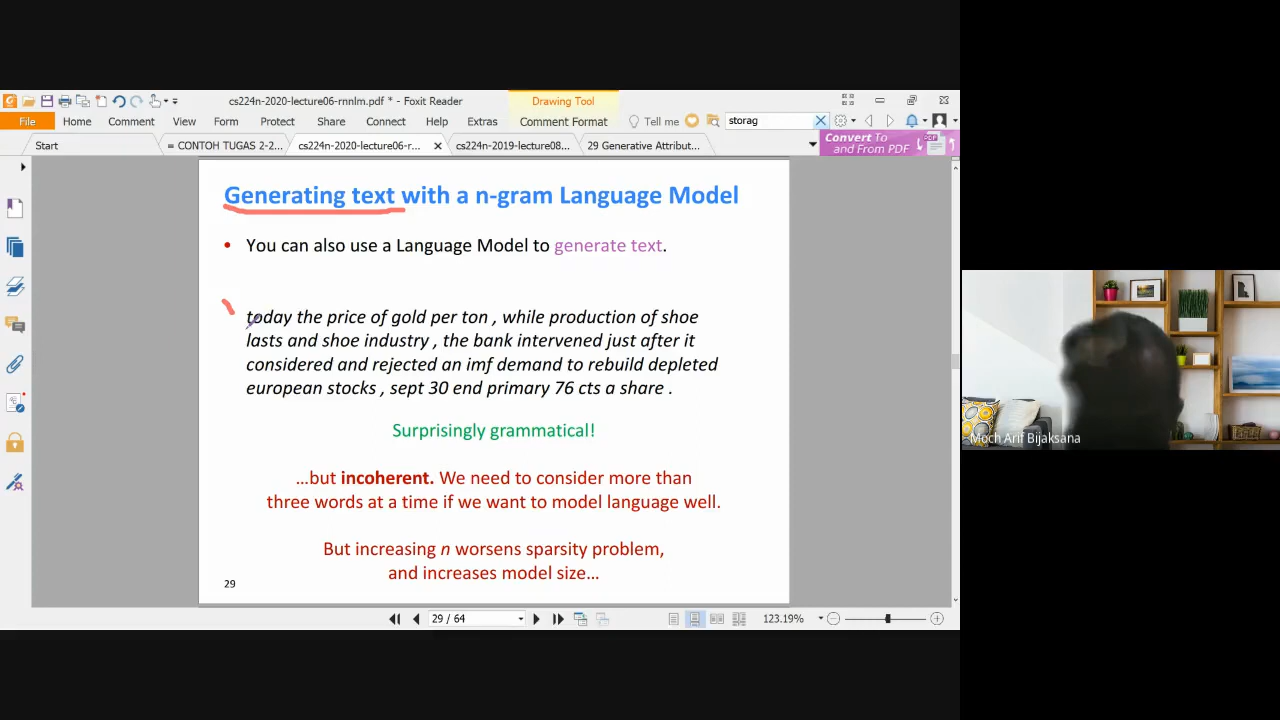 cs224n-2020-lecture06-rnnlm.pdf * - Foxit Reader
Drawing Tool
File
Home
Comment
View
Form
Protect
Share
Connect
Help
Extras
Comment Format
Tell me
storag
Start
= CONTOH TUGAS 2-2...
cs224n-2020-lecture06-r...
cs224n-2019-lecture08...
29 Generative Attribut...
Convert To
and From PDF
PDF
Generating text with a n-gram Language Model
• You can also use a Language Model to generate text.
today the price of gold per ton , while production of shoe
lasts and shoe industry , the bank intervened just after it
considered and rejected an imf demand to rebuild depleted
european stocks , sept 30 end primary 76 cts a share .
Surprisingly grammatical!
...but incoherent. We need to consider more than
three words at a time if we want to model language well.
But increasing n worsens sparsity problem,
and increases model size...
29
29 / 64
123.19%
Moch Arif Bijaksana